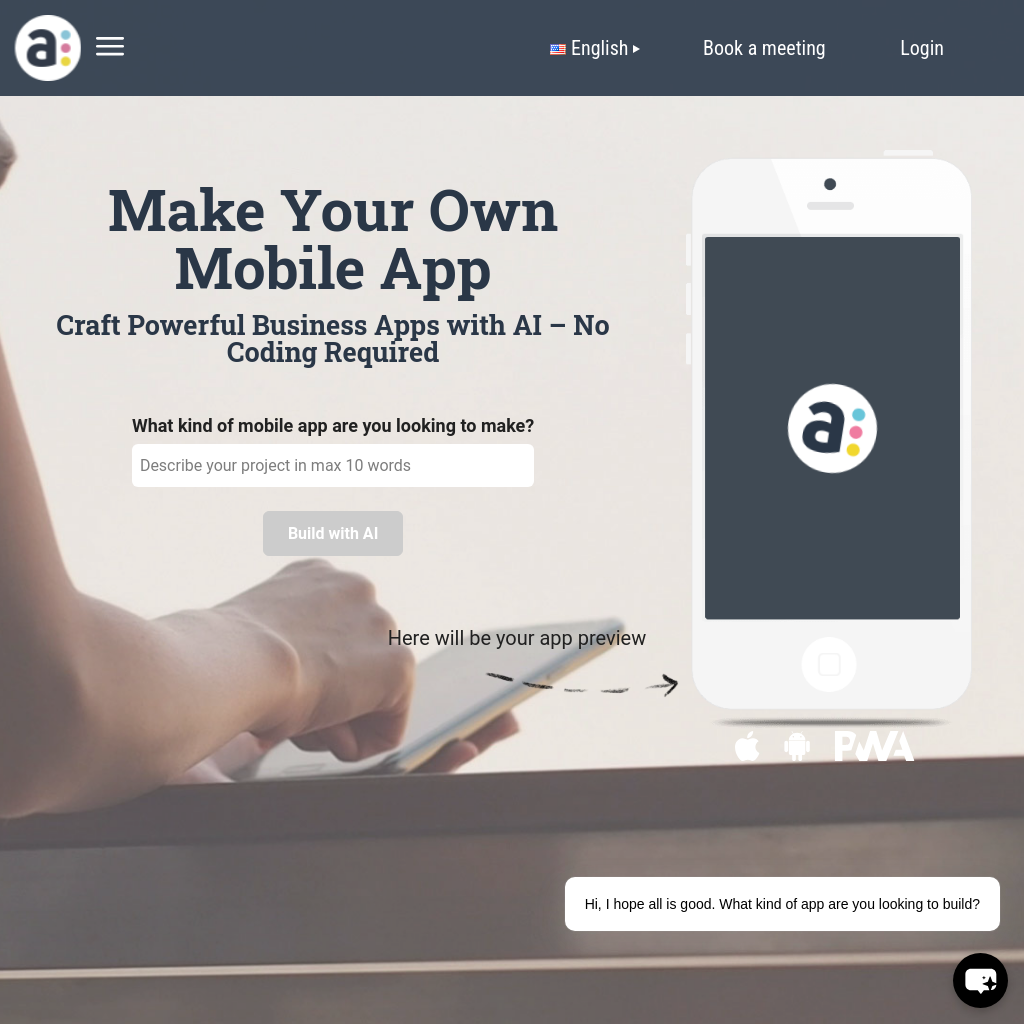 a:
English
Book a meeting
Login
Make Your Own
Mobile App
Craft Powerful Business Apps with AI – No
Coding Required
What kind of mobile app are you looking to make?
Describe your project in max 10 words
Build with AI
a:
Here will be your app preview
PWA
Hi, I hope all is good. What kind of app are you looking to build?